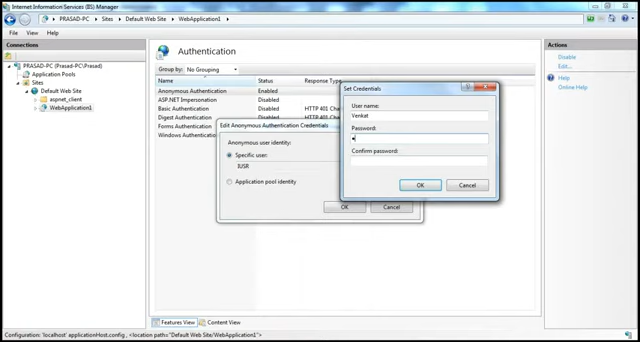 Internet Information Services (IIS) Manager
PRASAD-PC ▸ Sites ▸ Default Web Site ▸ WebApplication1 ▸
File View Help
Connections
PRASAD-PC (Prasad-PC\Prasad)
Application Pools
Sites
Default Web Site
aspnet_client
WebApplication1
Authentication
Group by: No Grouping
Name Status Response Type
Anonymous Authentication Enabled
ASP.NET Impersonation Disabled
Basic Authentication Disabled HTTP 401 Cha
Digest Authentication Disabled HTTP 401 Cha
Forms Authentication
Windows Authentica
Edit Anonymous Authentication Credentials
Anonymous user identity:
Specific user:
IUSR
Application pool identity
OK Cancel
Set Credentials
User name:
Venkat
Password:
Confirm password:
OK Cancel
Actions
Disable
Edit...
Help
Online Help
Features View Content View
Configuration: 'localhost' applicationHost.config , <location path="Default Web Site/WebApplication1">